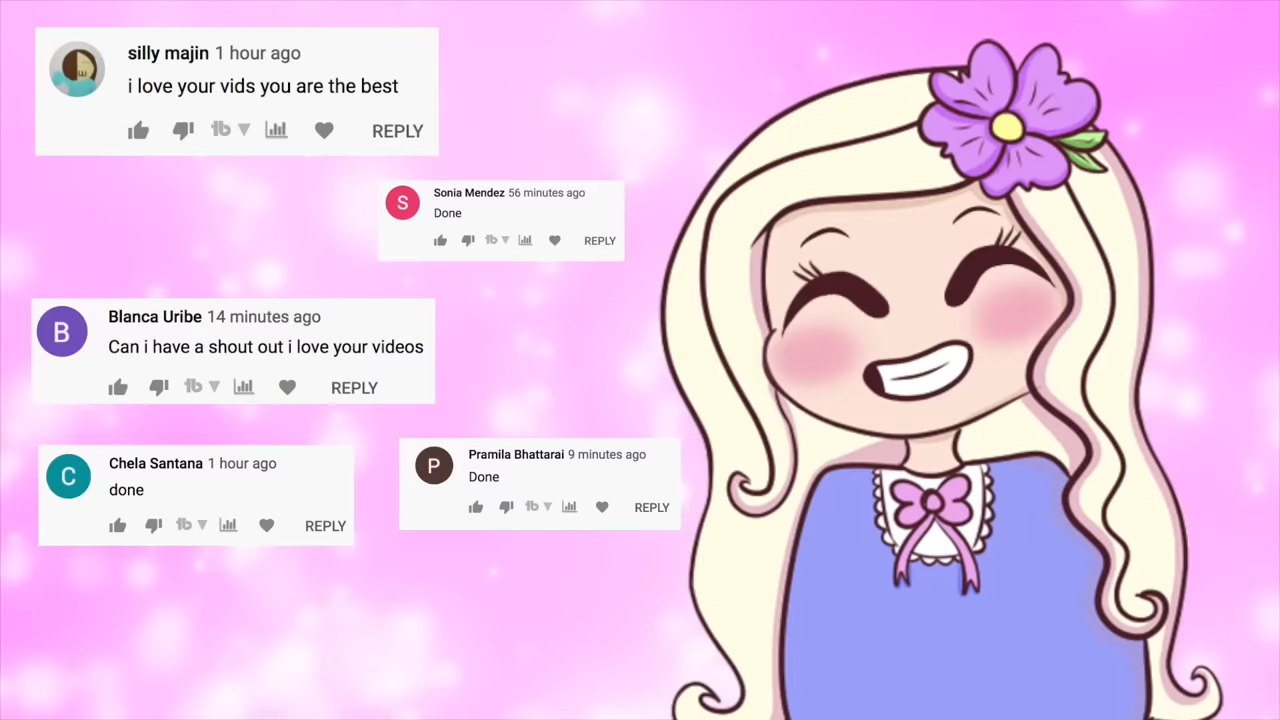 silly majin 1 hour ago
i love your vids you are the best
REPLY
S
Sonia Mendez 56 minutes ago
Done
REPLY
B
Blanca Uribe 14 minutes ago
Can i have a shout out i love your videos
REPLY
C
Chela Santana 1 hour ago
done
REPLY
P
Pramila Bhattarai 9 minutes ago
Done
REPLY